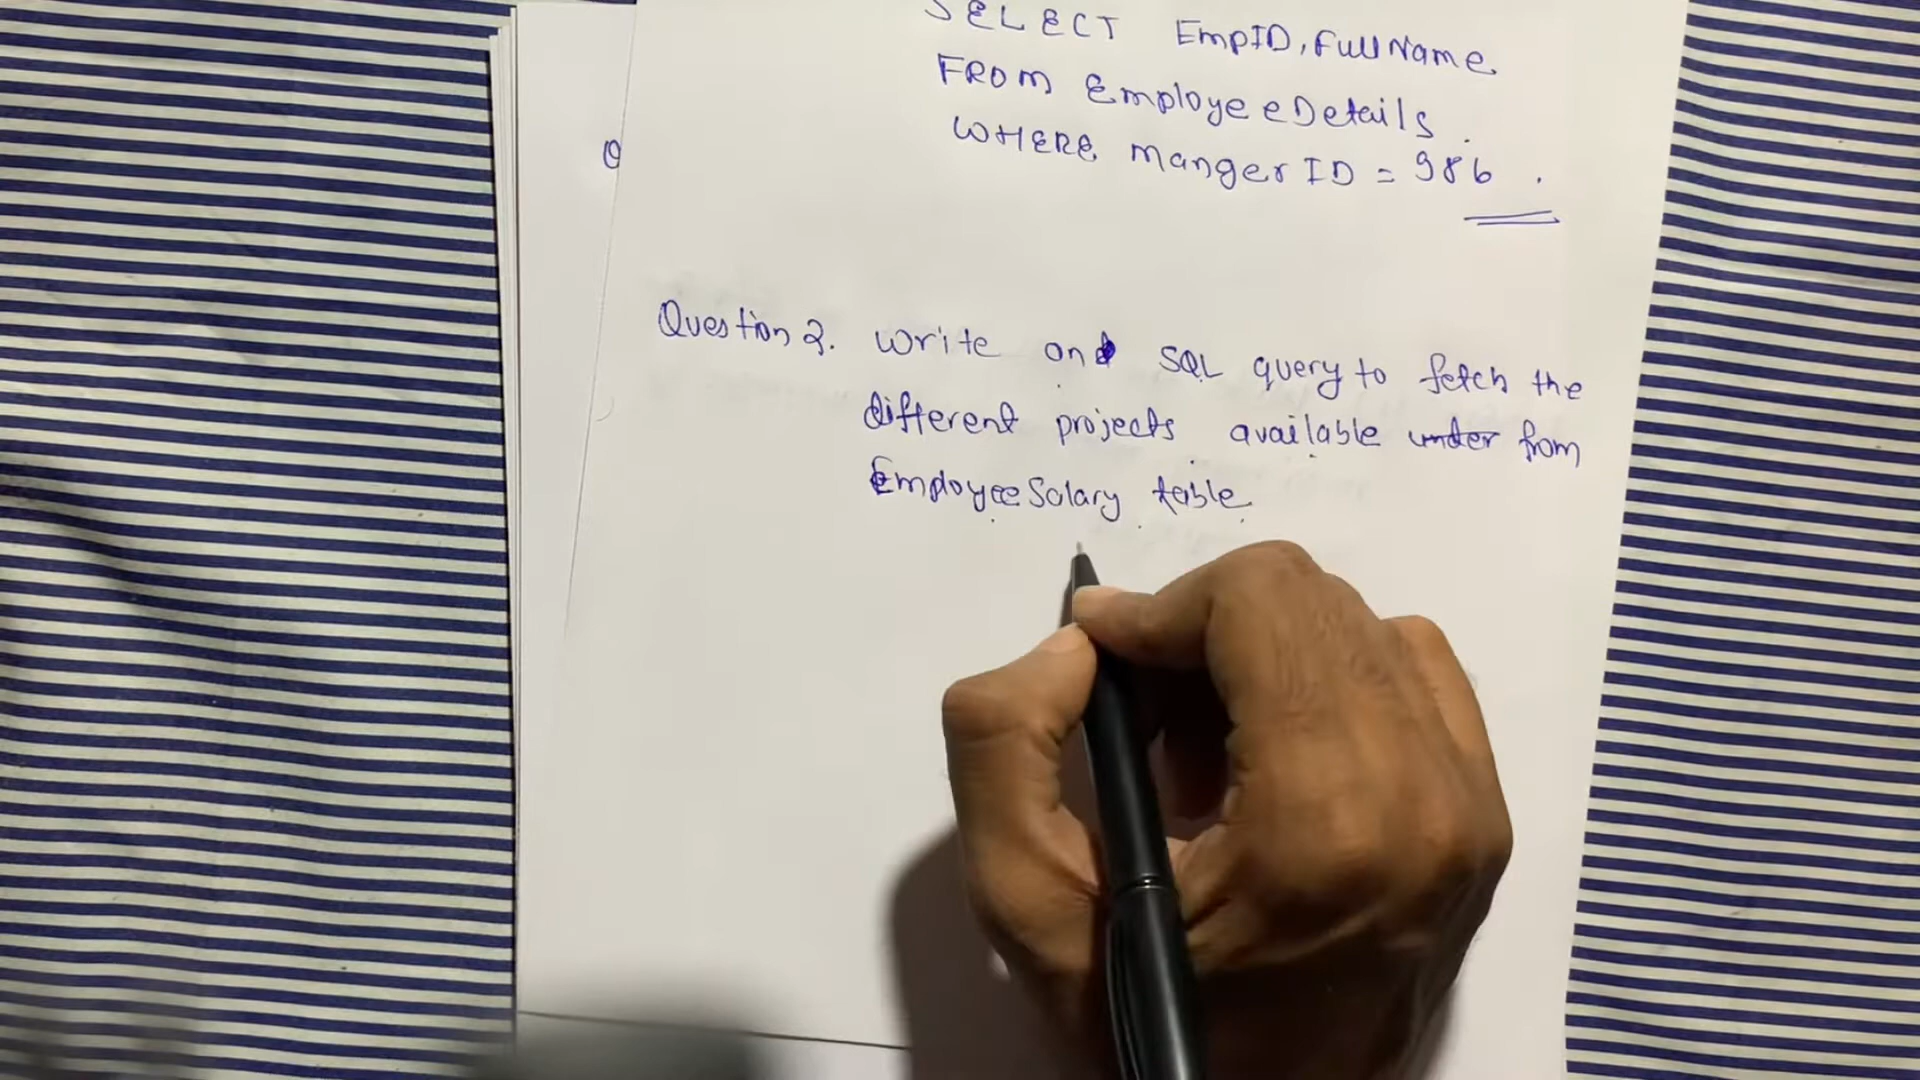 SELECT EmpID, FullName
FROM EmployeeDetails
WHERE MangerID = 986
Q
Question 2. Write an SQL query to fetch the
different projects available under from
EmployeeSalary table